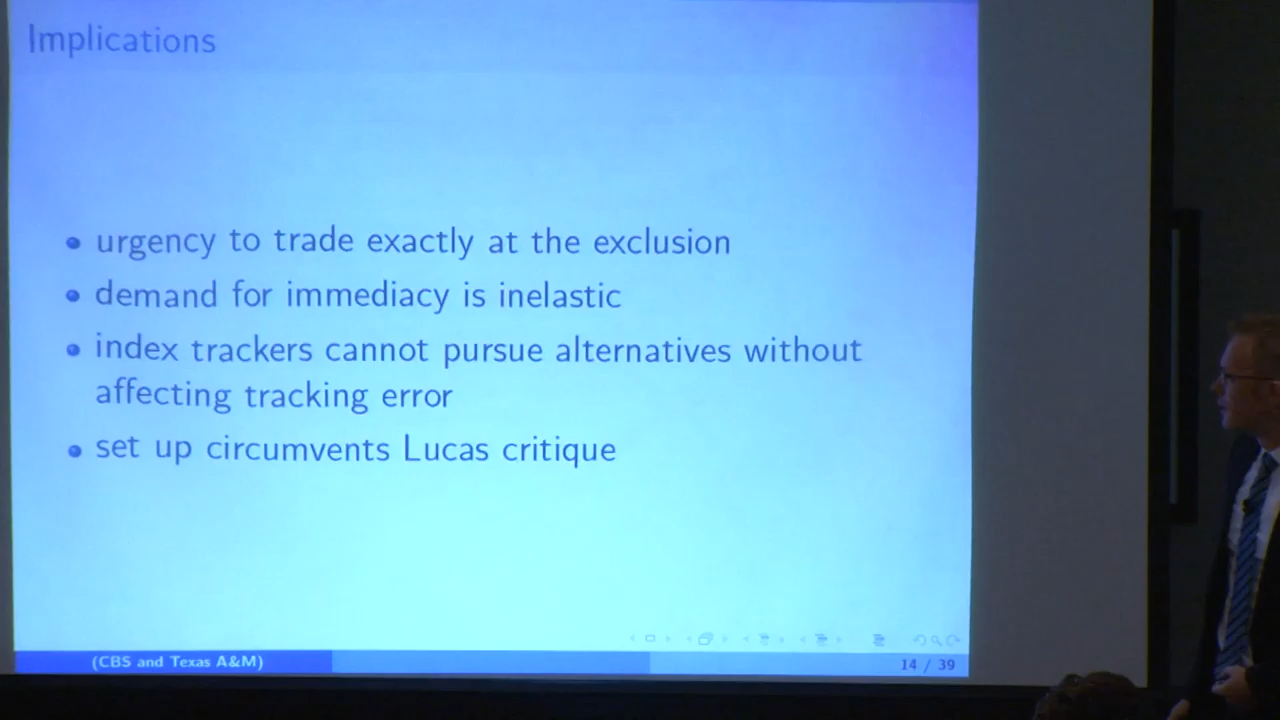 Implications
urgency to trade exactly at the exclusion
demand for immediacy is inelastic
index trackers cannot pursue alternatives without
affecting tracking error
set up circumvents Lucas critique
(CBS and Texas A&M)
14 / 39